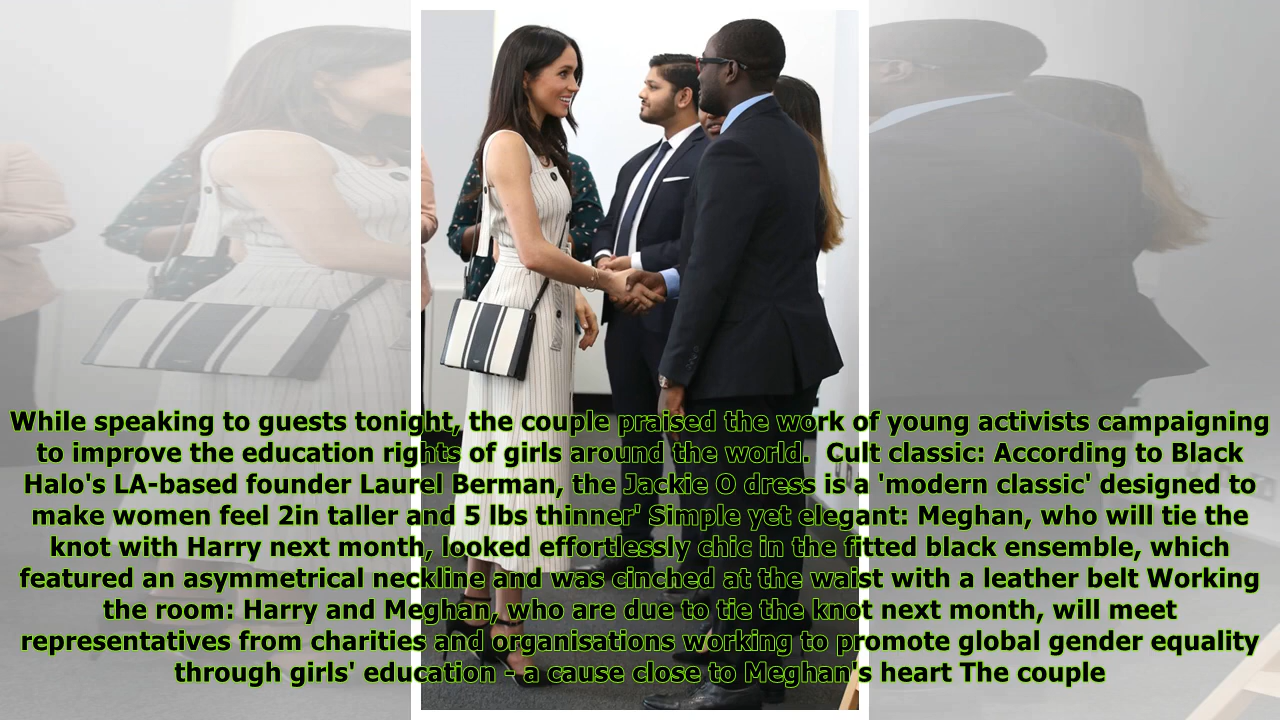 While speaking to guests tonight, the couple praised the work of young activists campaigning
to improve the education rights of girls around the world.  Cult classic: According to Black
Halo's LA-based founder Laurel Berman, the Jackie O dress is a 'modern classic' designed to
make women feel 2in taller and 5 lbs thinner' Simple yet elegant: Meghan, who will tie the
knot with Harry next month, looked effortlessly chic in the fitted black ensemble, which
featured an asymmetrical neckline and was cinched at the waist with a leather belt Working
the room: Harry and Meghan, who are due to tie the knot next month, will meet
representatives from charities and organisations working to promote global gender equality
through girls' education - a cause close to Meghan's heart The couple